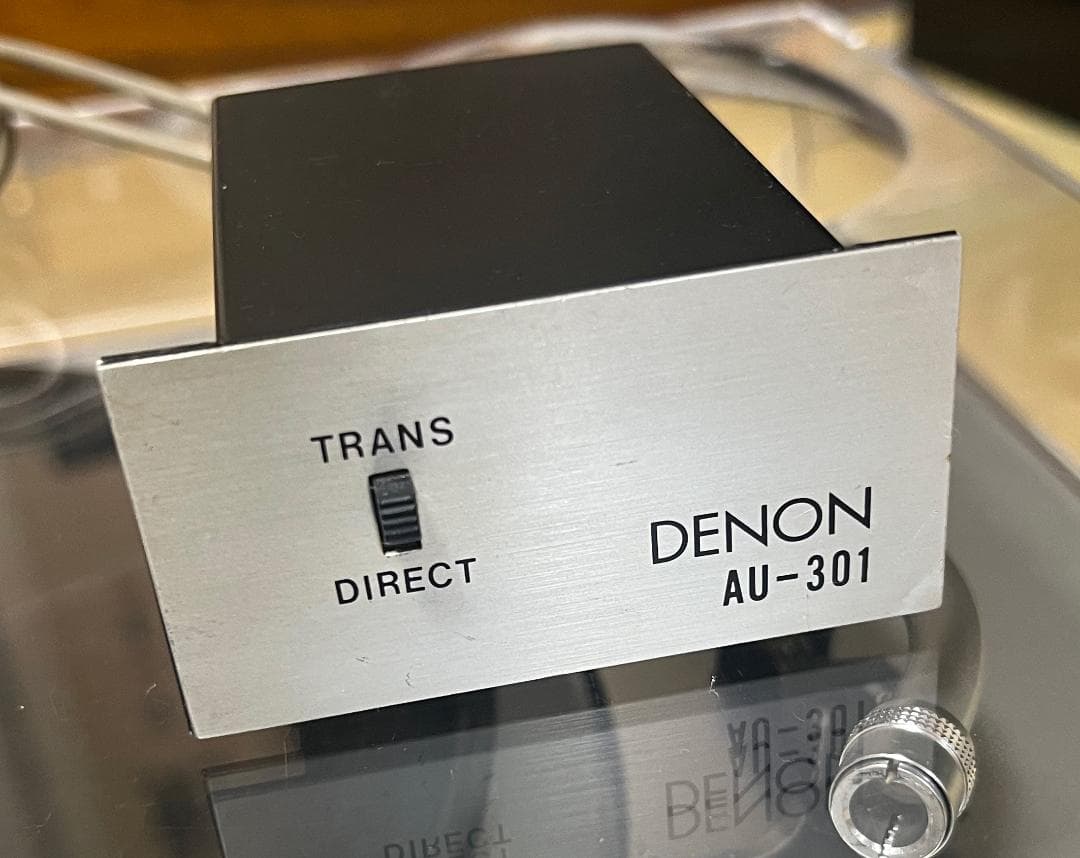 TRANS
DIRECT
DENON
AU-301